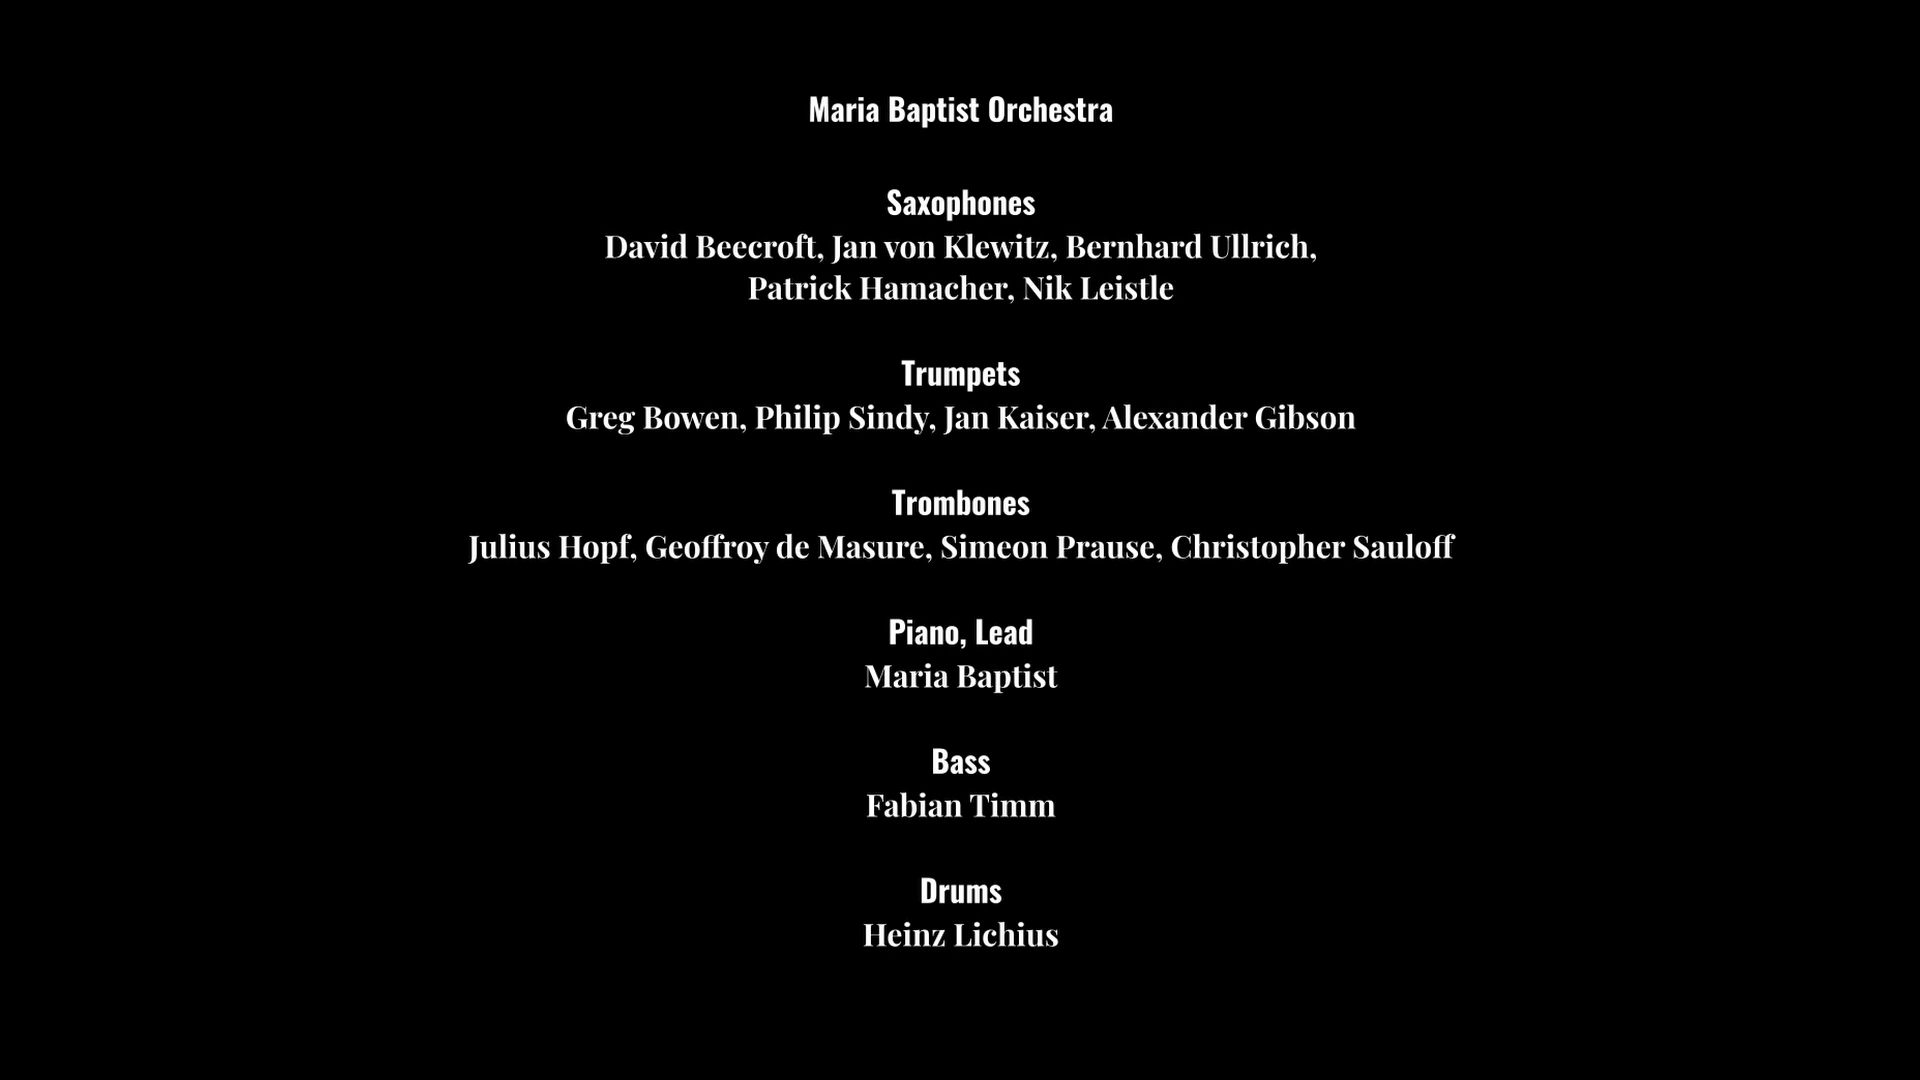 Maria Baptist Orchestra
Saxophones
David Beecroft, Jan von Klewitz, Bernhard Ullrich,
Patrick Hamacher, Nik Leistle
Trumpets
Greg Bowen, Philip Sindy, Jan Kaiser, Alexander Gibson
Trombones
Julius Hopf, Geoffroy de Masure, Simeon Prause, Christopher Sauloff
Piano, Lead
Maria Baptist
Bass
Fabian Timm
Drums
Heinz Lichius